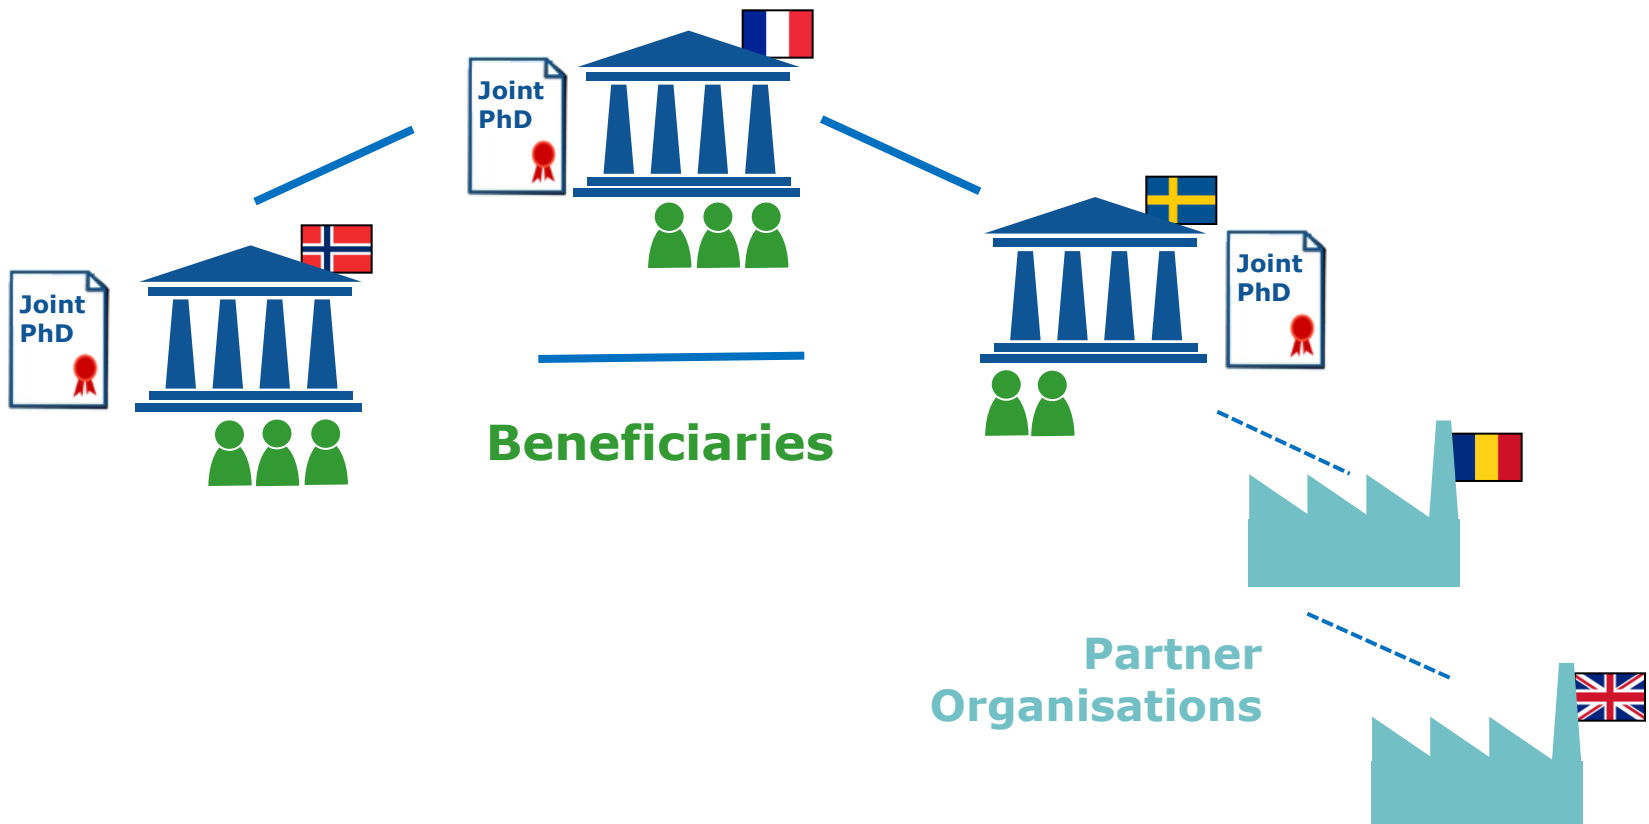 Joint
PhD
Joint
PhD
Joint
PhD
Beneficiaries
Partner
Organisations